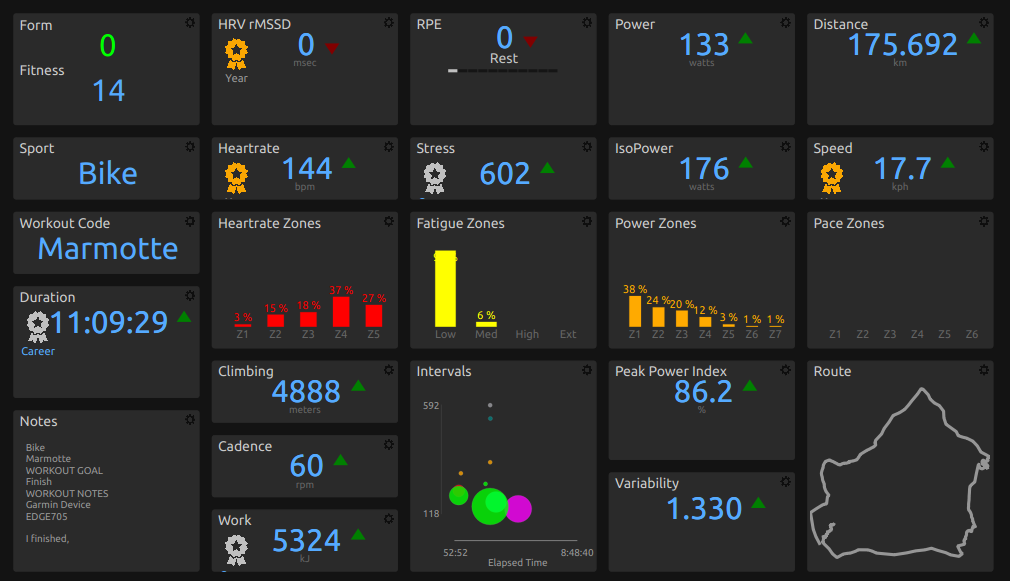 Form
0
Fitness
14
HRV rMSSD
0
msec
Year
RPE
0
Rest
Power
133
watts
Distance
175.692
km
Sport
Bike
Heartrate
144
bpm
Stress
602
IsoPower
176
watts
Speed
17.7
kph
Workout Code
Marmotte
Duration
11:09:29
Career
Notes
Bike
Marmotte
WORKOUT GOAL
Finish
WORKOUT NOTES
Garmin Device
EDGE705
I finished,
Heartrate Zones
3 %
15 %
18 %
37 %
27 %
Z1 Z2 Z3 Z4 Z5
Fatigue Zones
6 %
Low Med High Ext
Power Zones
38 %
24 %
20 %
12 %
3 %
1 %
1 %
Z1 Z2 Z3 Z4 Z5 Z6 Z7
Pace Zones
Z1 Z2 Z3 Z4 Z5 Z6
Climbing
4888
meters
Cadence
60
rpm
Work
5324
kJ
Intervals
592
118
52:52 8:48:40
Elapsed Time
Peak Power Index
86.2
%
Variability
1.330
Route